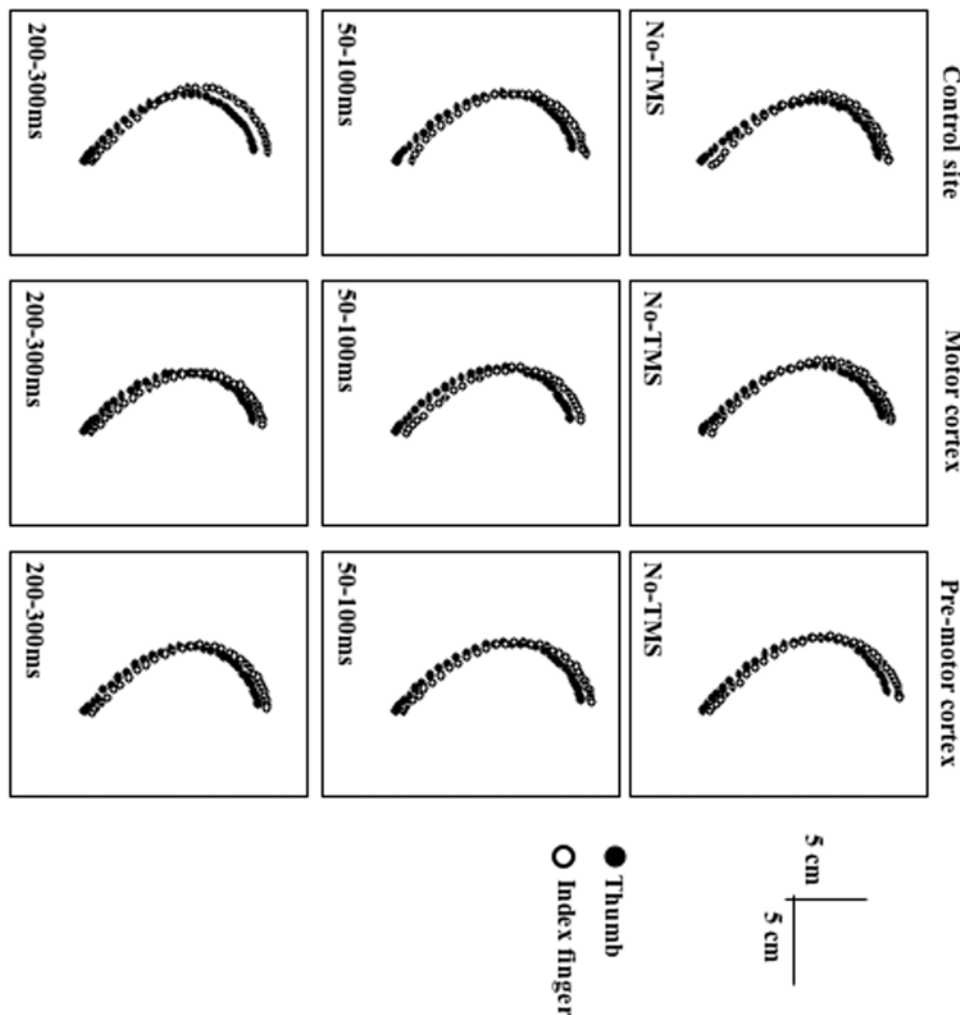 Control site
Motor cortex
Pre-motor cortex
No-TMS
No-TMS
No-TMS
50-100ms
50-100ms
50-100ms
200-300ms
200-300ms
200-300ms
5 cm
5 cm
Thumb
Index finger